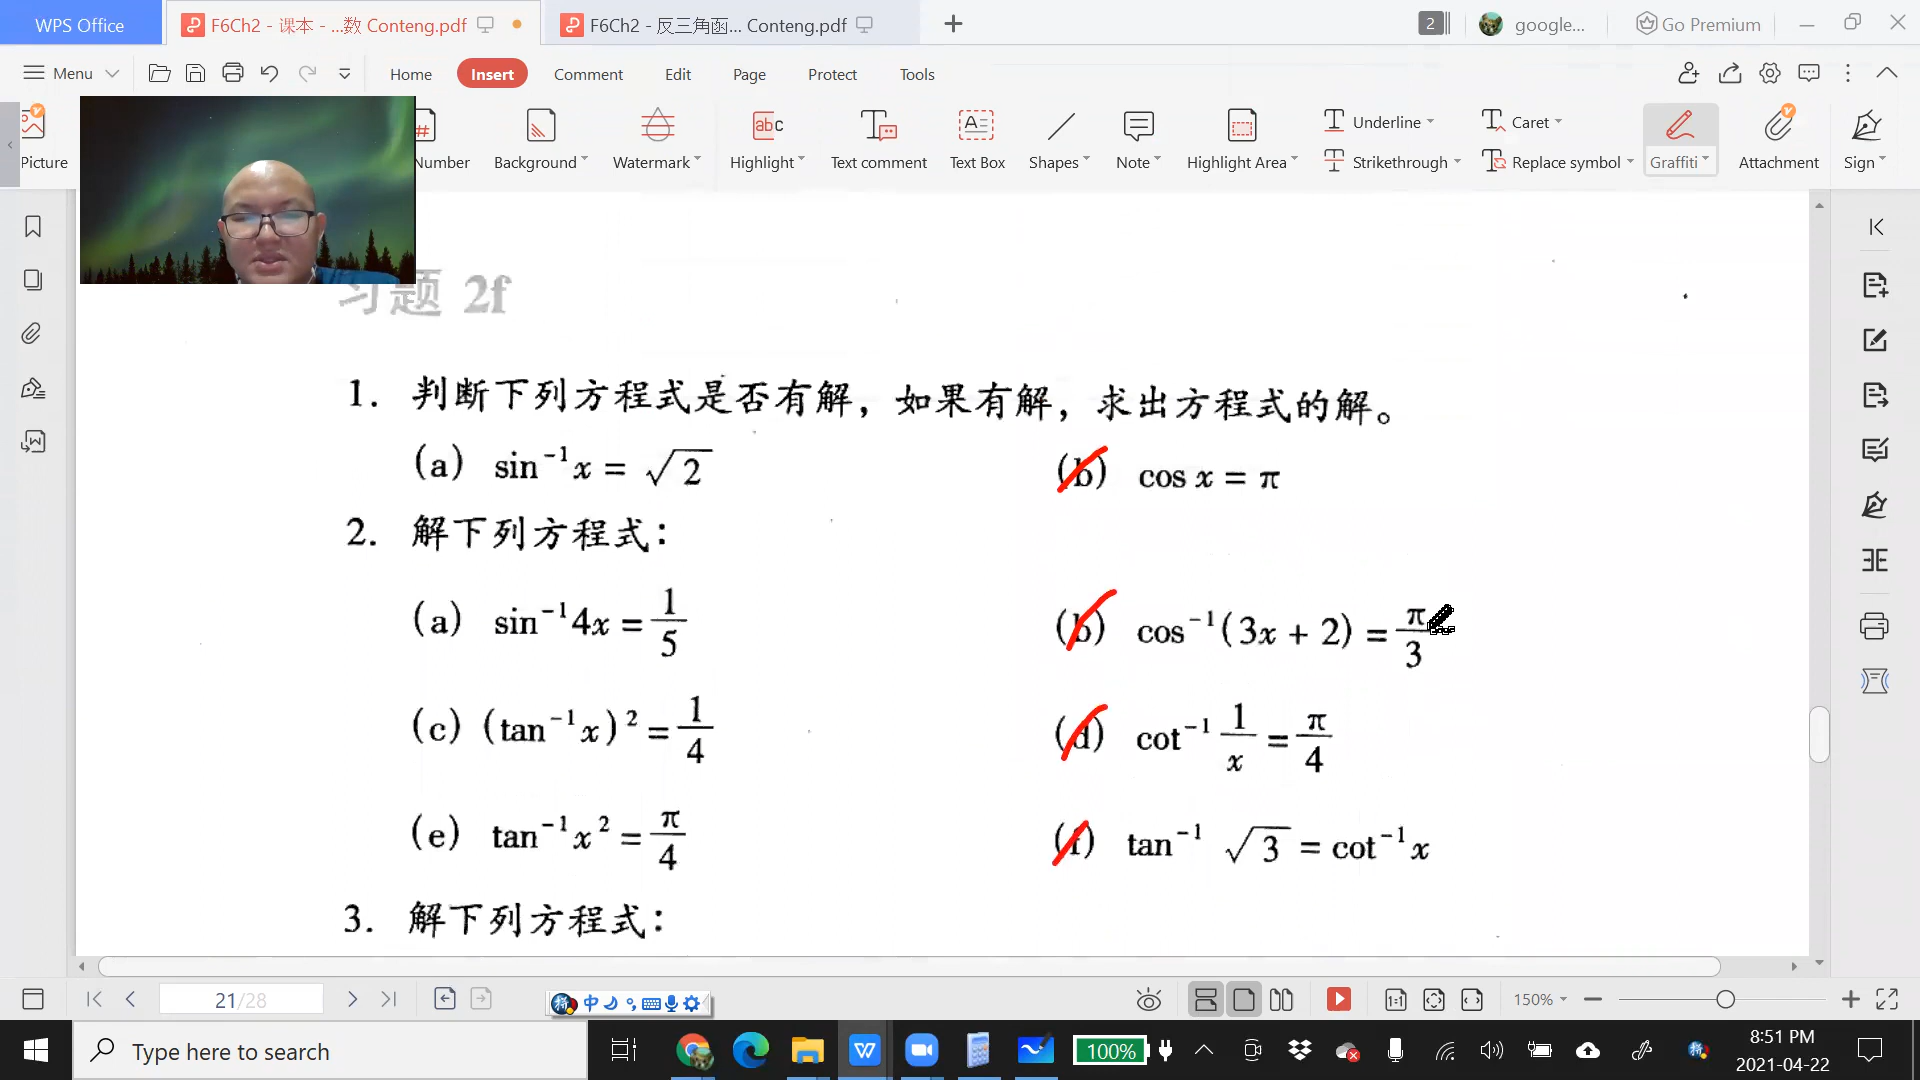 WPS Office
F6Ch2 - 课本 - ...数 Conteng.pdf
F6Ch2 - 反三角函... Conteng.pdf
2
google...
Go Premium
Menu
Home
Insert
Comment
Edit
Page
Protect
Tools
Picture
Number
Background
Watermark
Highlight
Text comment
Text Box
Shapes
Note
Highlight Area
Underline
Strikethrough
Caret
Replace symbol
Graffiti
Attachment
Sign
习题 2f
1. 判断下列方程式是否有解，如果有解，求出方程式的解。
(a) sin⁻¹x = √2
(b) cos x = π
2. 解下列方程式：
(a) sin⁻¹4x = 1/5
(b) cos⁻¹(3x + 2) = π/3
(c) (tan⁻¹x)² = 1/4
(d) cot⁻¹ 1/x = π/4
(e) tan⁻¹x² = π/4
(f) tan⁻¹ √3 = cot⁻¹x
3. 解下列方程式：
21/28
中
150%
Type here to search
100%
8:51 PM
2021-04-22